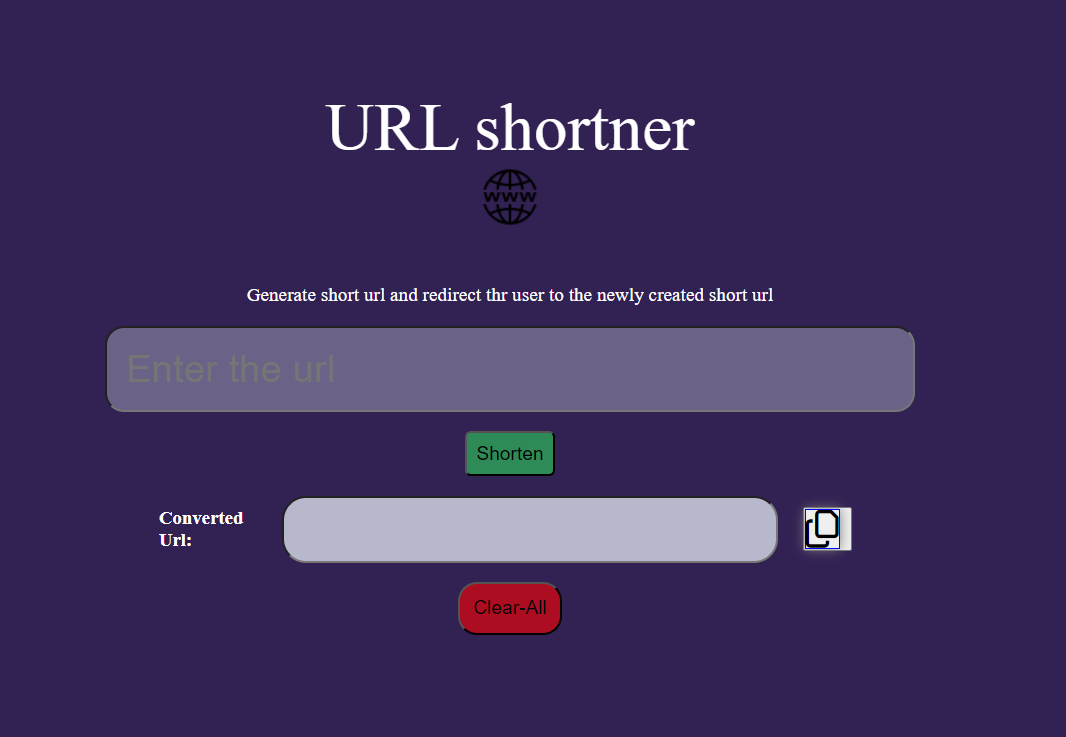 URL shortner
www
Generate short url and redirect thr user to the newly created short url
Enter the url
Shorten
Converted
Url:
Clear-All